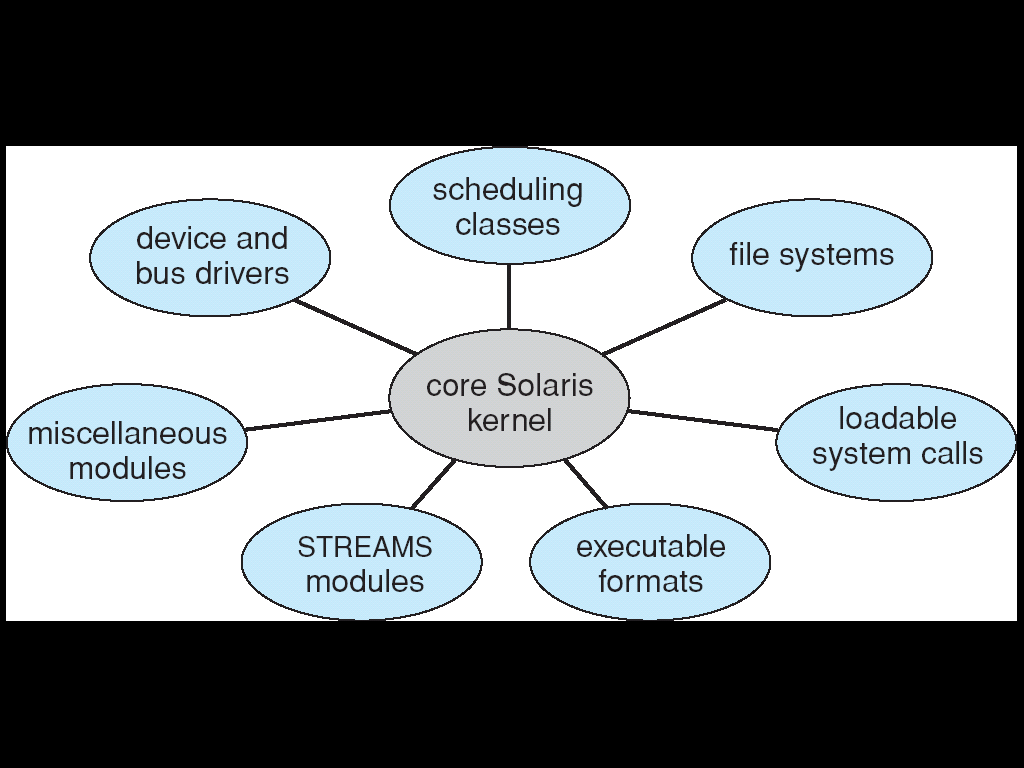 scheduling
classes
device and
bus drivers
file systems
core Solaris
kernel
miscellaneous
modules
loadable
system calls
STREAMS
modules
executable
formats